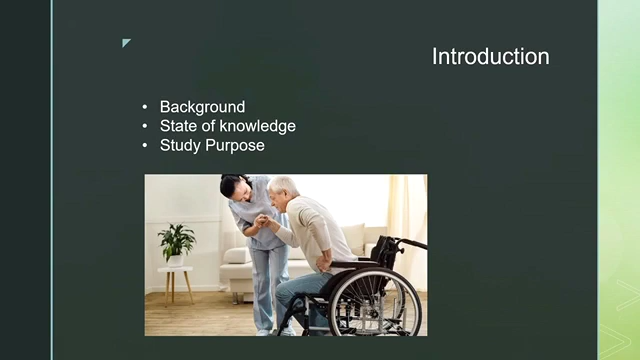 Introduction
• Background
• State of knowledge
• Study Purpose